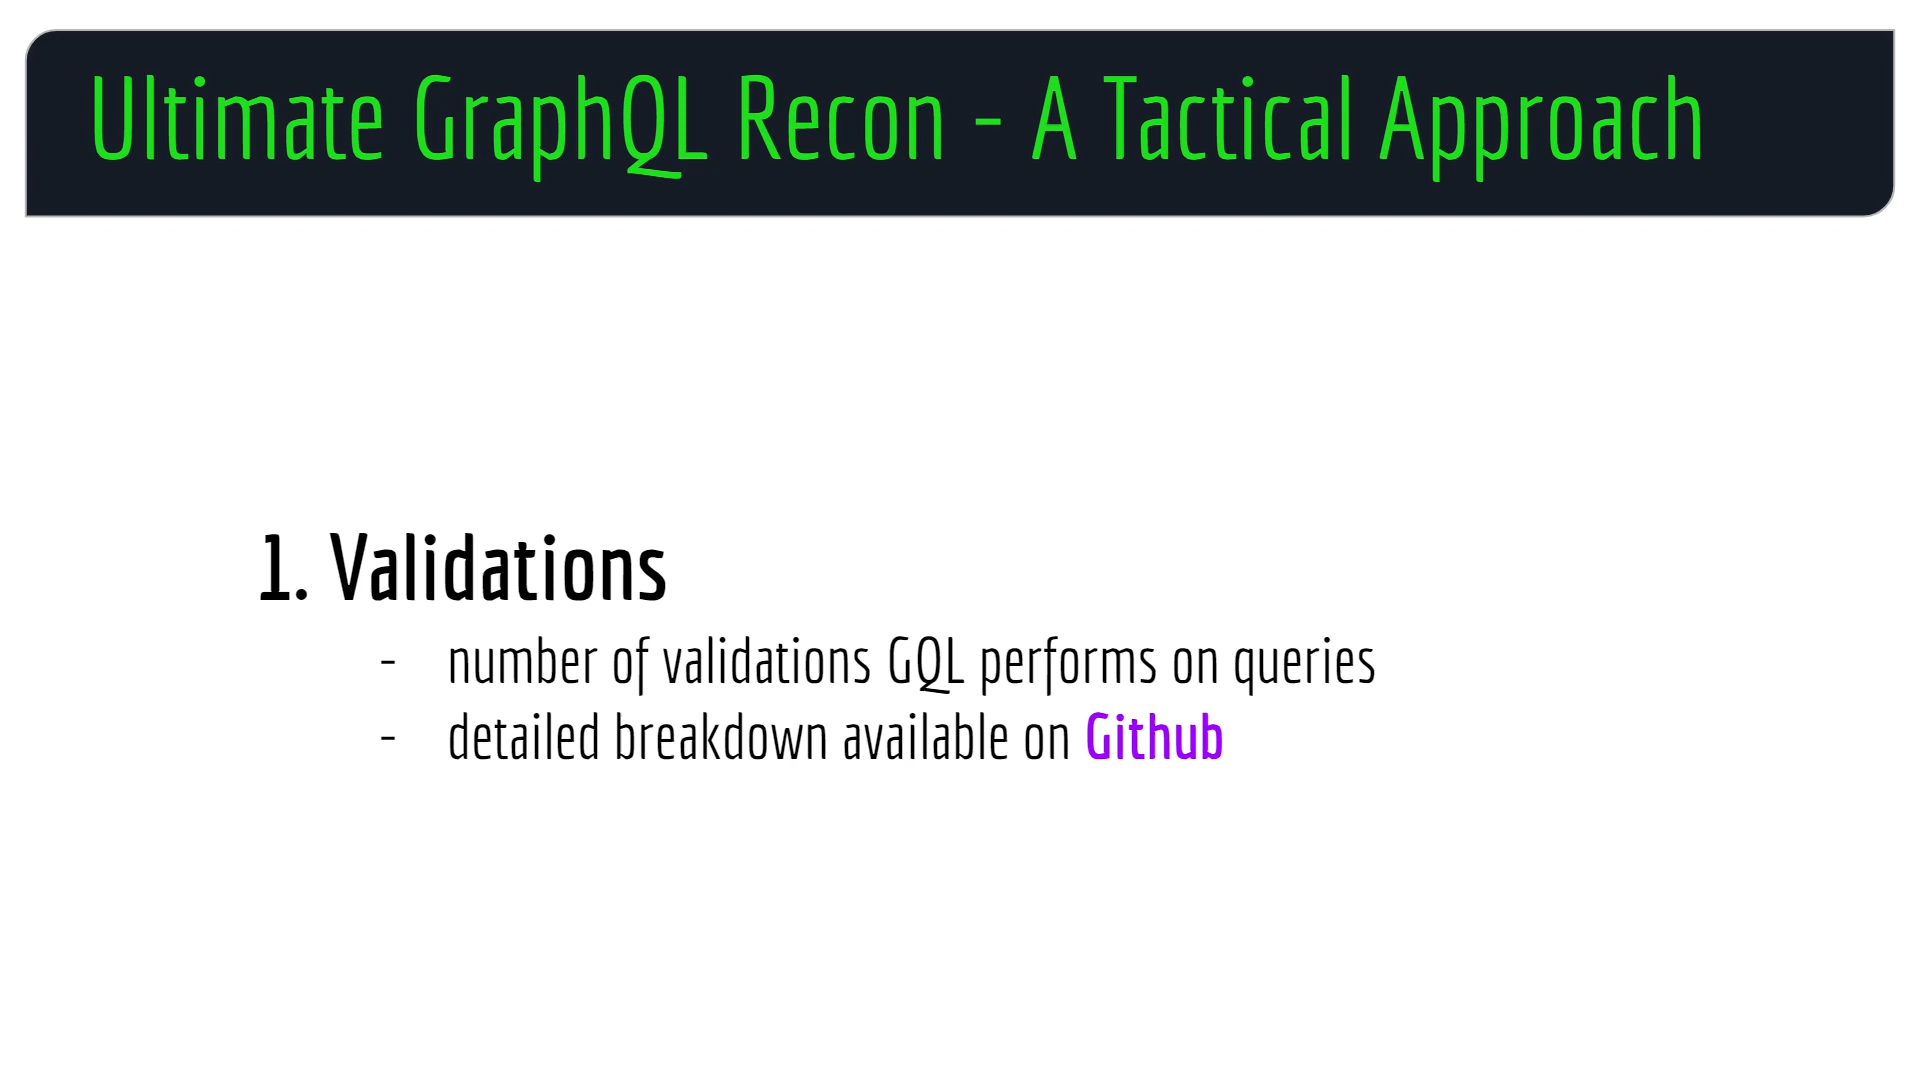 Ultimate GraphQL Recon - A Tactical Approach
1. Validations
- number of validations GQL performs on queries
- detailed breakdown available on Github